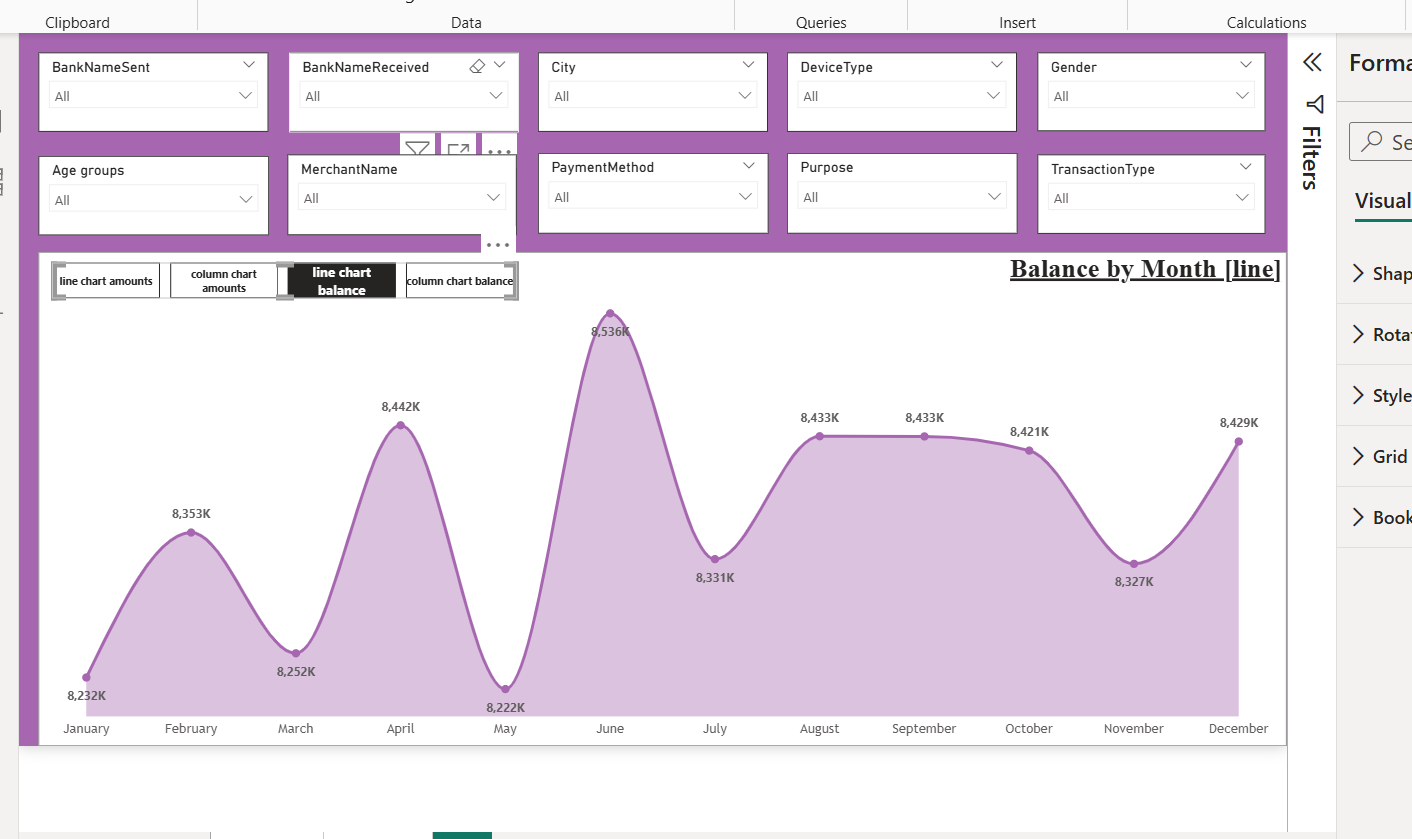 Clipboard
Data
Queries
Insert
Calculations
BankNameSent
All
BankNameReceived
All
City
All
DeviceType
All
Gender
All
Age groups
All
MerchantName
All
PaymentMethod
All
Purpose
All
TransactionType
All
line chart amounts
column chart
amounts
line chart
balance
column chart balance
Balance by Month [line]
8,232K
8,353K
8,252K
8,442K
8,222K
8,536K
8,331K
8,433K
8,433K
8,421K
8,327K
8,429K
January
February
March
April
May
June
July
August
September
October
November
December
Filters
Forma
Se
Visual
Shap
Rota
Style
Grid
Book